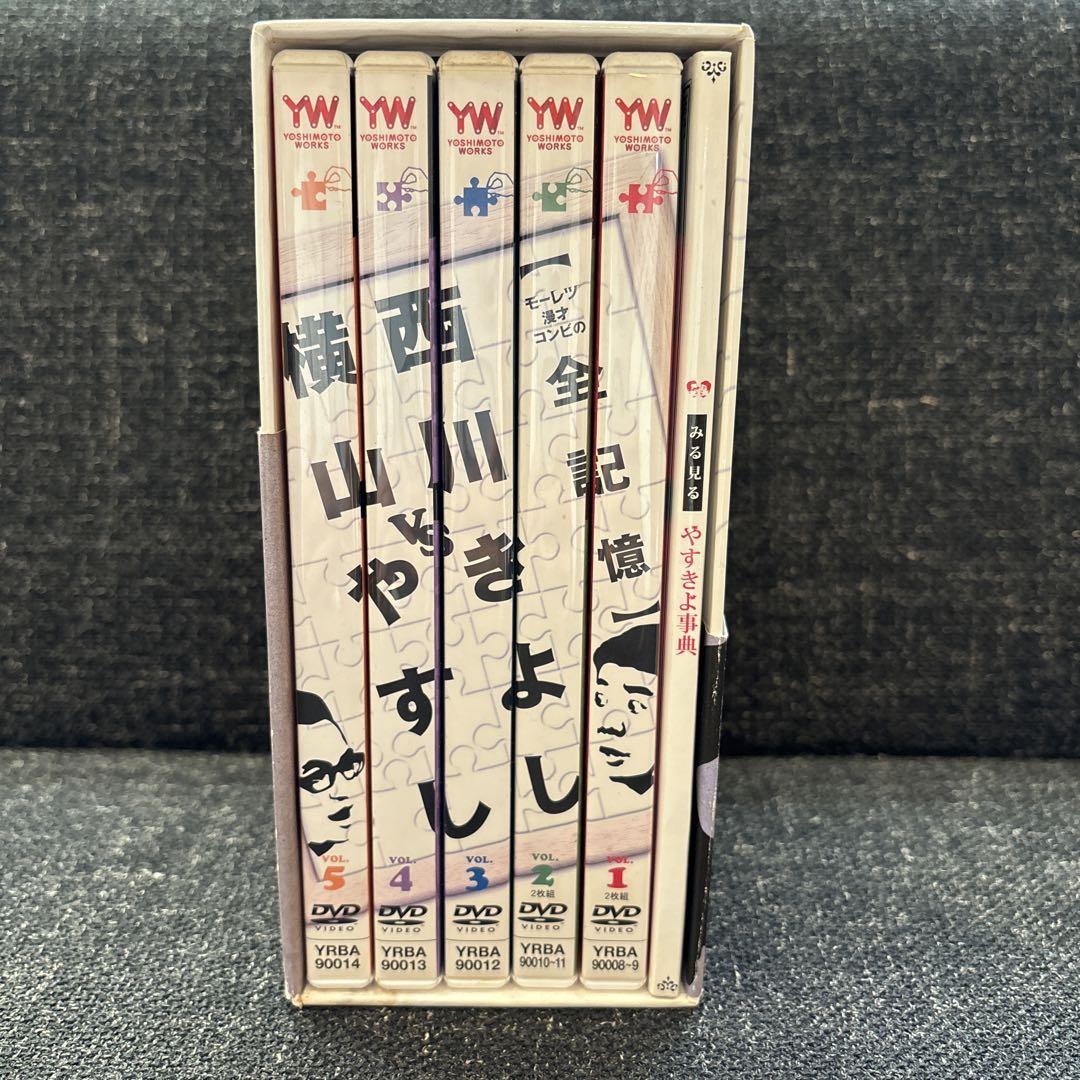 YW
YOSHIMOTO
WORKS
YW
YOSHIMOTO
WORKS
YW
YOSHIMOTO
WORKS
YW
YOSHIMOTO
WORKS
YW
YOSHIMOTO
WORKS
【モーレツ
漫才
コンビの
全記憶】
西川きよし
VS
横山やすし
みる見る
やすきよ事典
VOL.
5
DVD
VIDEO
YRBA
90014
VOL.
4
DVD
VIDEO
YRBA
90013
VOL.
3
DVD
VIDEO
YRBA
90012
VOL.
2
2枚組
DVD
VIDEO
YRBA
90010~11
VOL.
1
2枚組
DVD
VIDEO
YRBA
90008~9